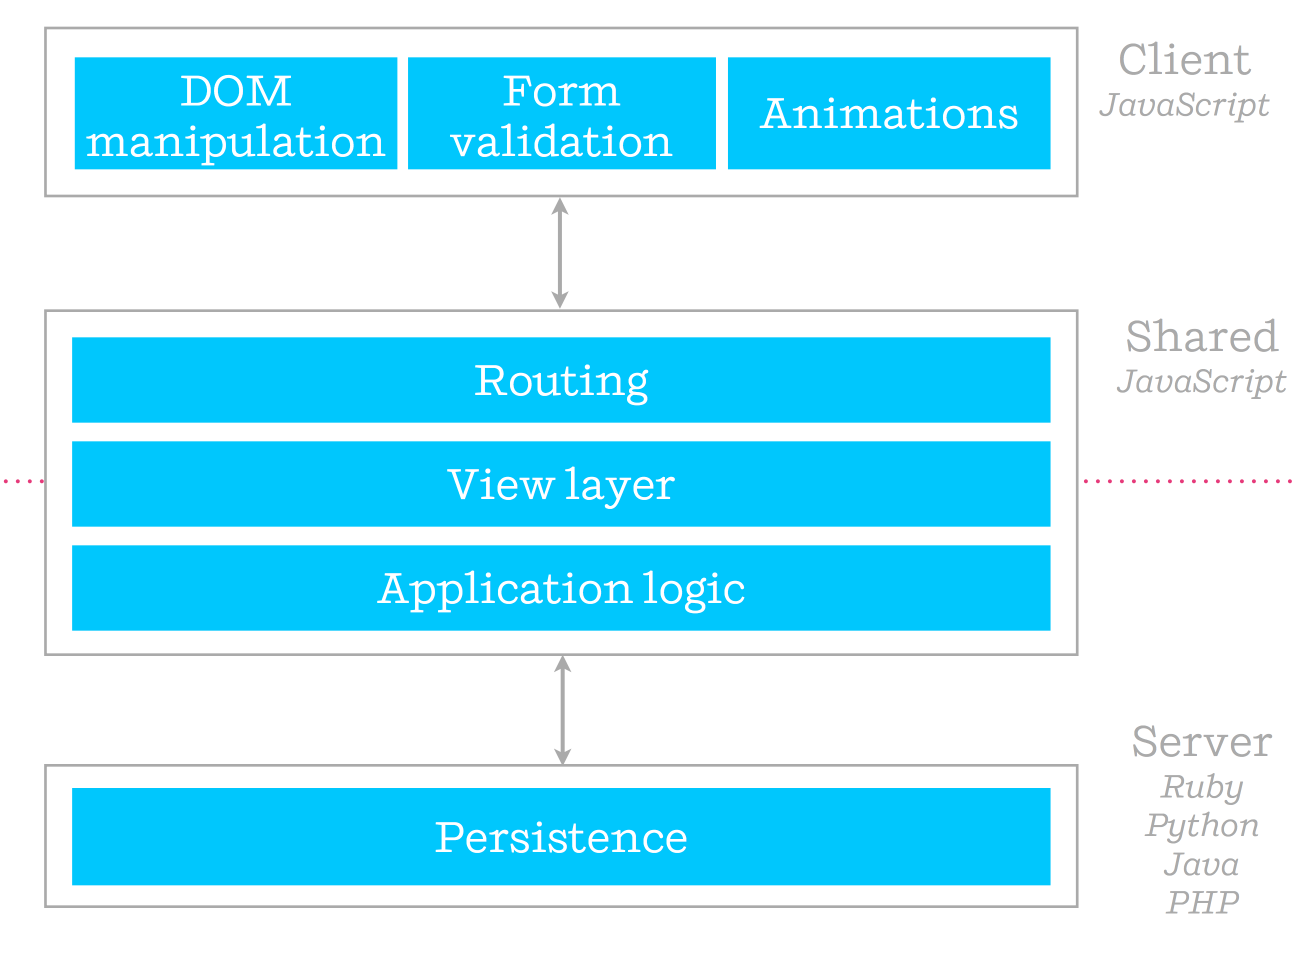 DOM
manipulation
Form
validation
Animations
Client
JavaScript
Routing
View layer
Application logic
Shared
JavaScript
Persistence
Server
Ruby
Python
Java
PHP